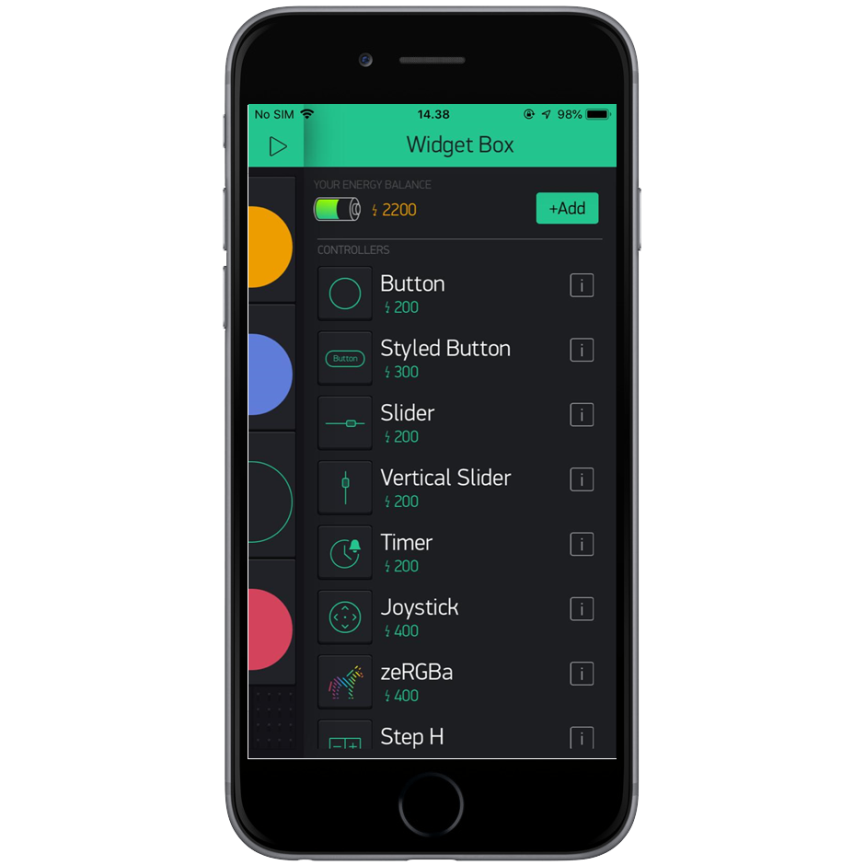 No SIM 14.38 98%
Widget Box
YOUR ENERGY BALANCE
2200 +Add
CONTROLLERS
Button
200
Button Styled Button
300
Slider
200
Vertical Slider
200
Timer
200
Joystick
400
zeRGBa
400
Step H